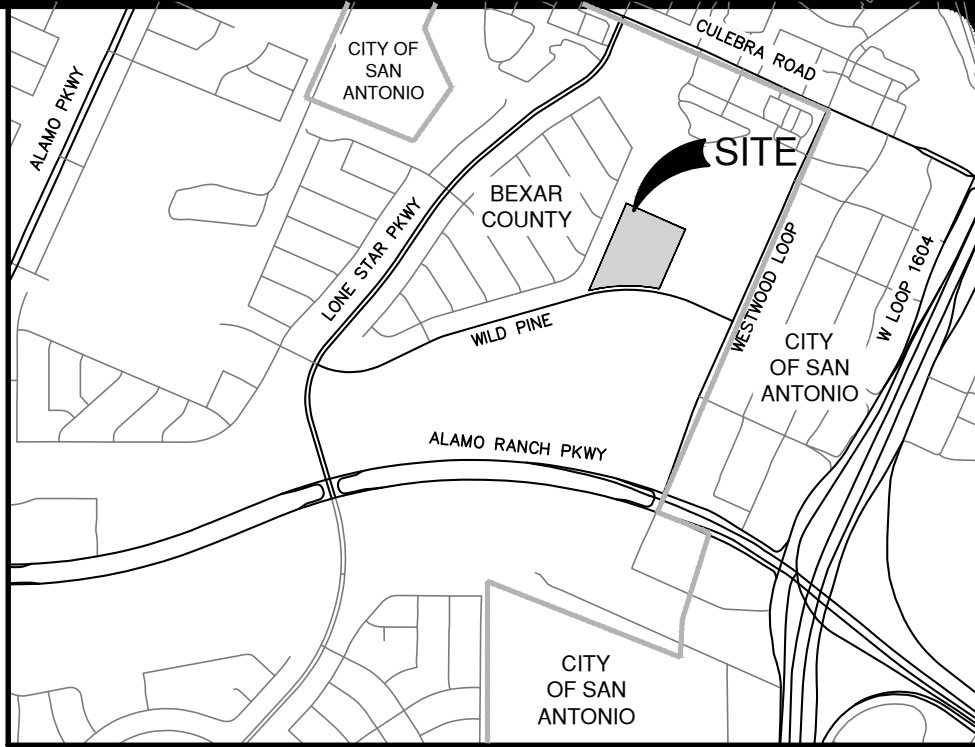 CULEBRA ROAD
CITY OF
SAN
ANTONIO
ALAMO PKWY
SITE
BEXAR
COUNTY
LONE STAR PKWY
WESTWOOD LOOP
W LOOP 1604
WILD PINE
CITY
OF SAN
ANTONIO
ALAMO RANCH PKWY
CITY
OF SAN
ANTONIO